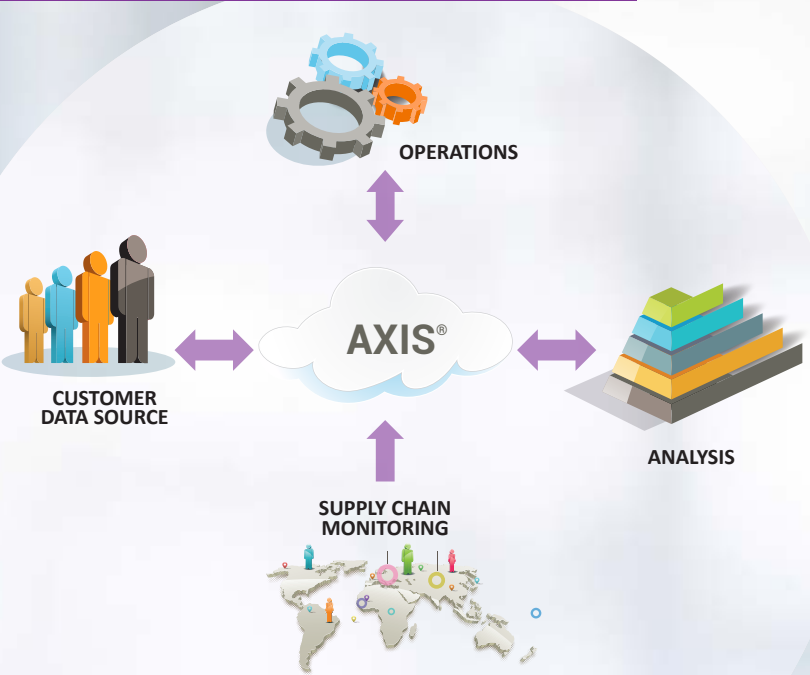 OPERATIONS
AXIS®
CUSTOMER
DATA SOURCE
ANALYSIS
SUPPLY CHAIN
MONITORING